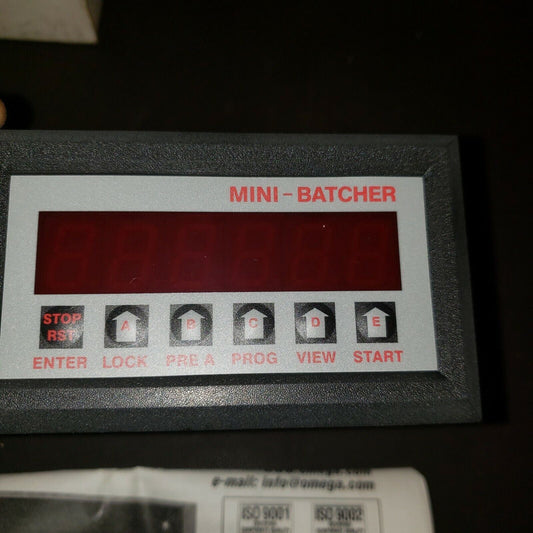 MINI-BATCHER
STOP RST A B C D E
ENTER LOCK PRE A PROG VIEW START
e-mail: info@omega.com
ISO 9001 ISO 9002